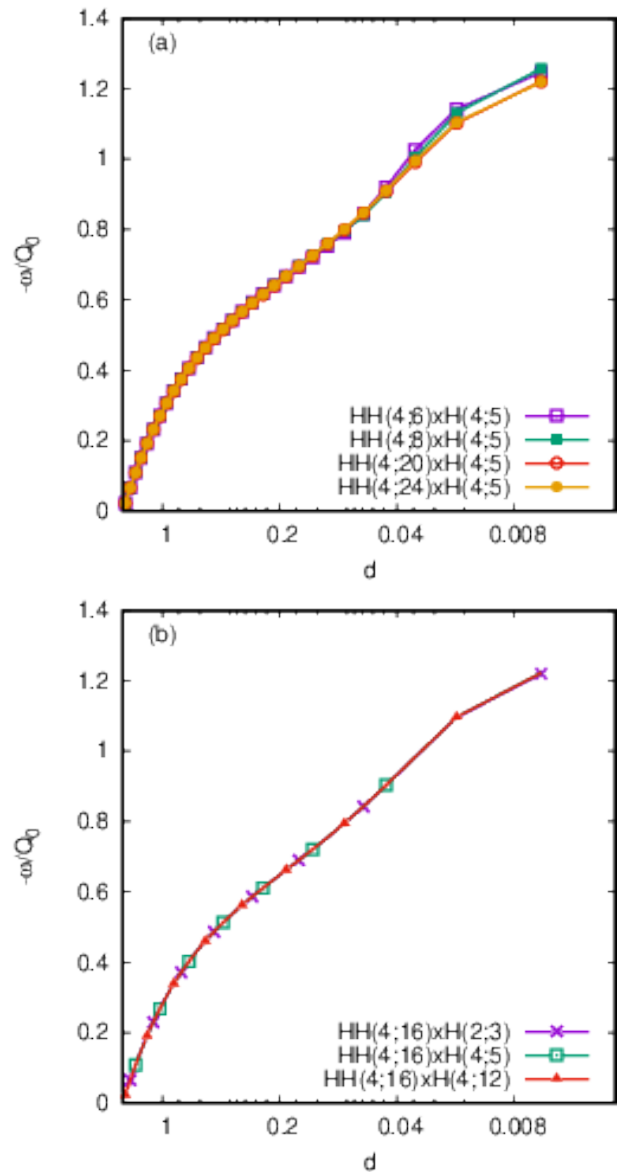 (a)
1.4
1.2
1
0.8
0.6
0.4
0.2
0
-ω/Q0
HH(4;6)xH(4;5)
HH(4;8)xH(4;5)
HH(4;20)xH(4;5)
HH(4;24)xH(4;5)
1 0.2 0.04 0.008
d
(b)
1.4
1.2
1
0.8
0.6
0.4
0.2
0
-ω/Q0
HH(4;16)xH(2;3)
HH(4;16)xH(4;5)
HH(4;16)xH(4;12)
1 0.2 0.04 0.008
d